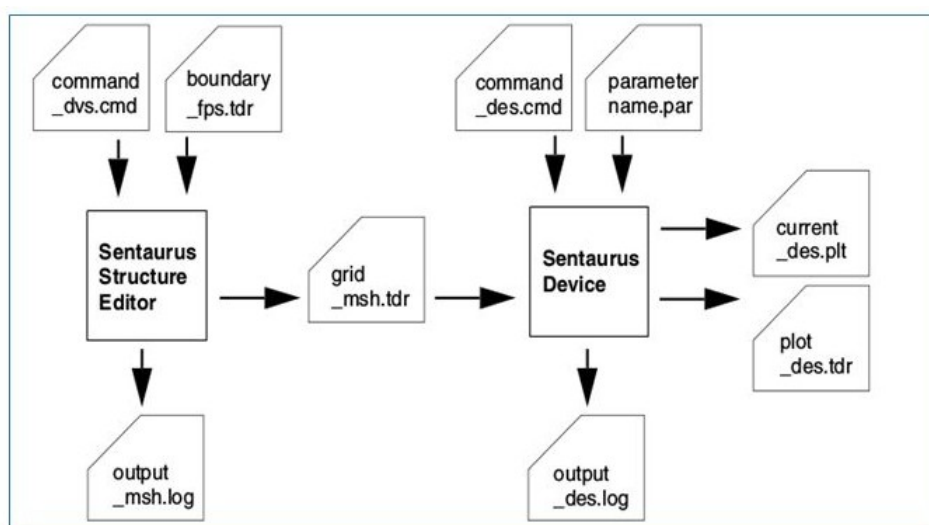 command
_dvs.cmd
boundary
_fps.tdr
command
_des.cmd
parameter
name.par
Sentaurus
Structure
Editor
grid
_msh.tdr
Sentaurus
Device
current
_des.plt
plot
_des.tdr
output
_msh.log
output
_des.log